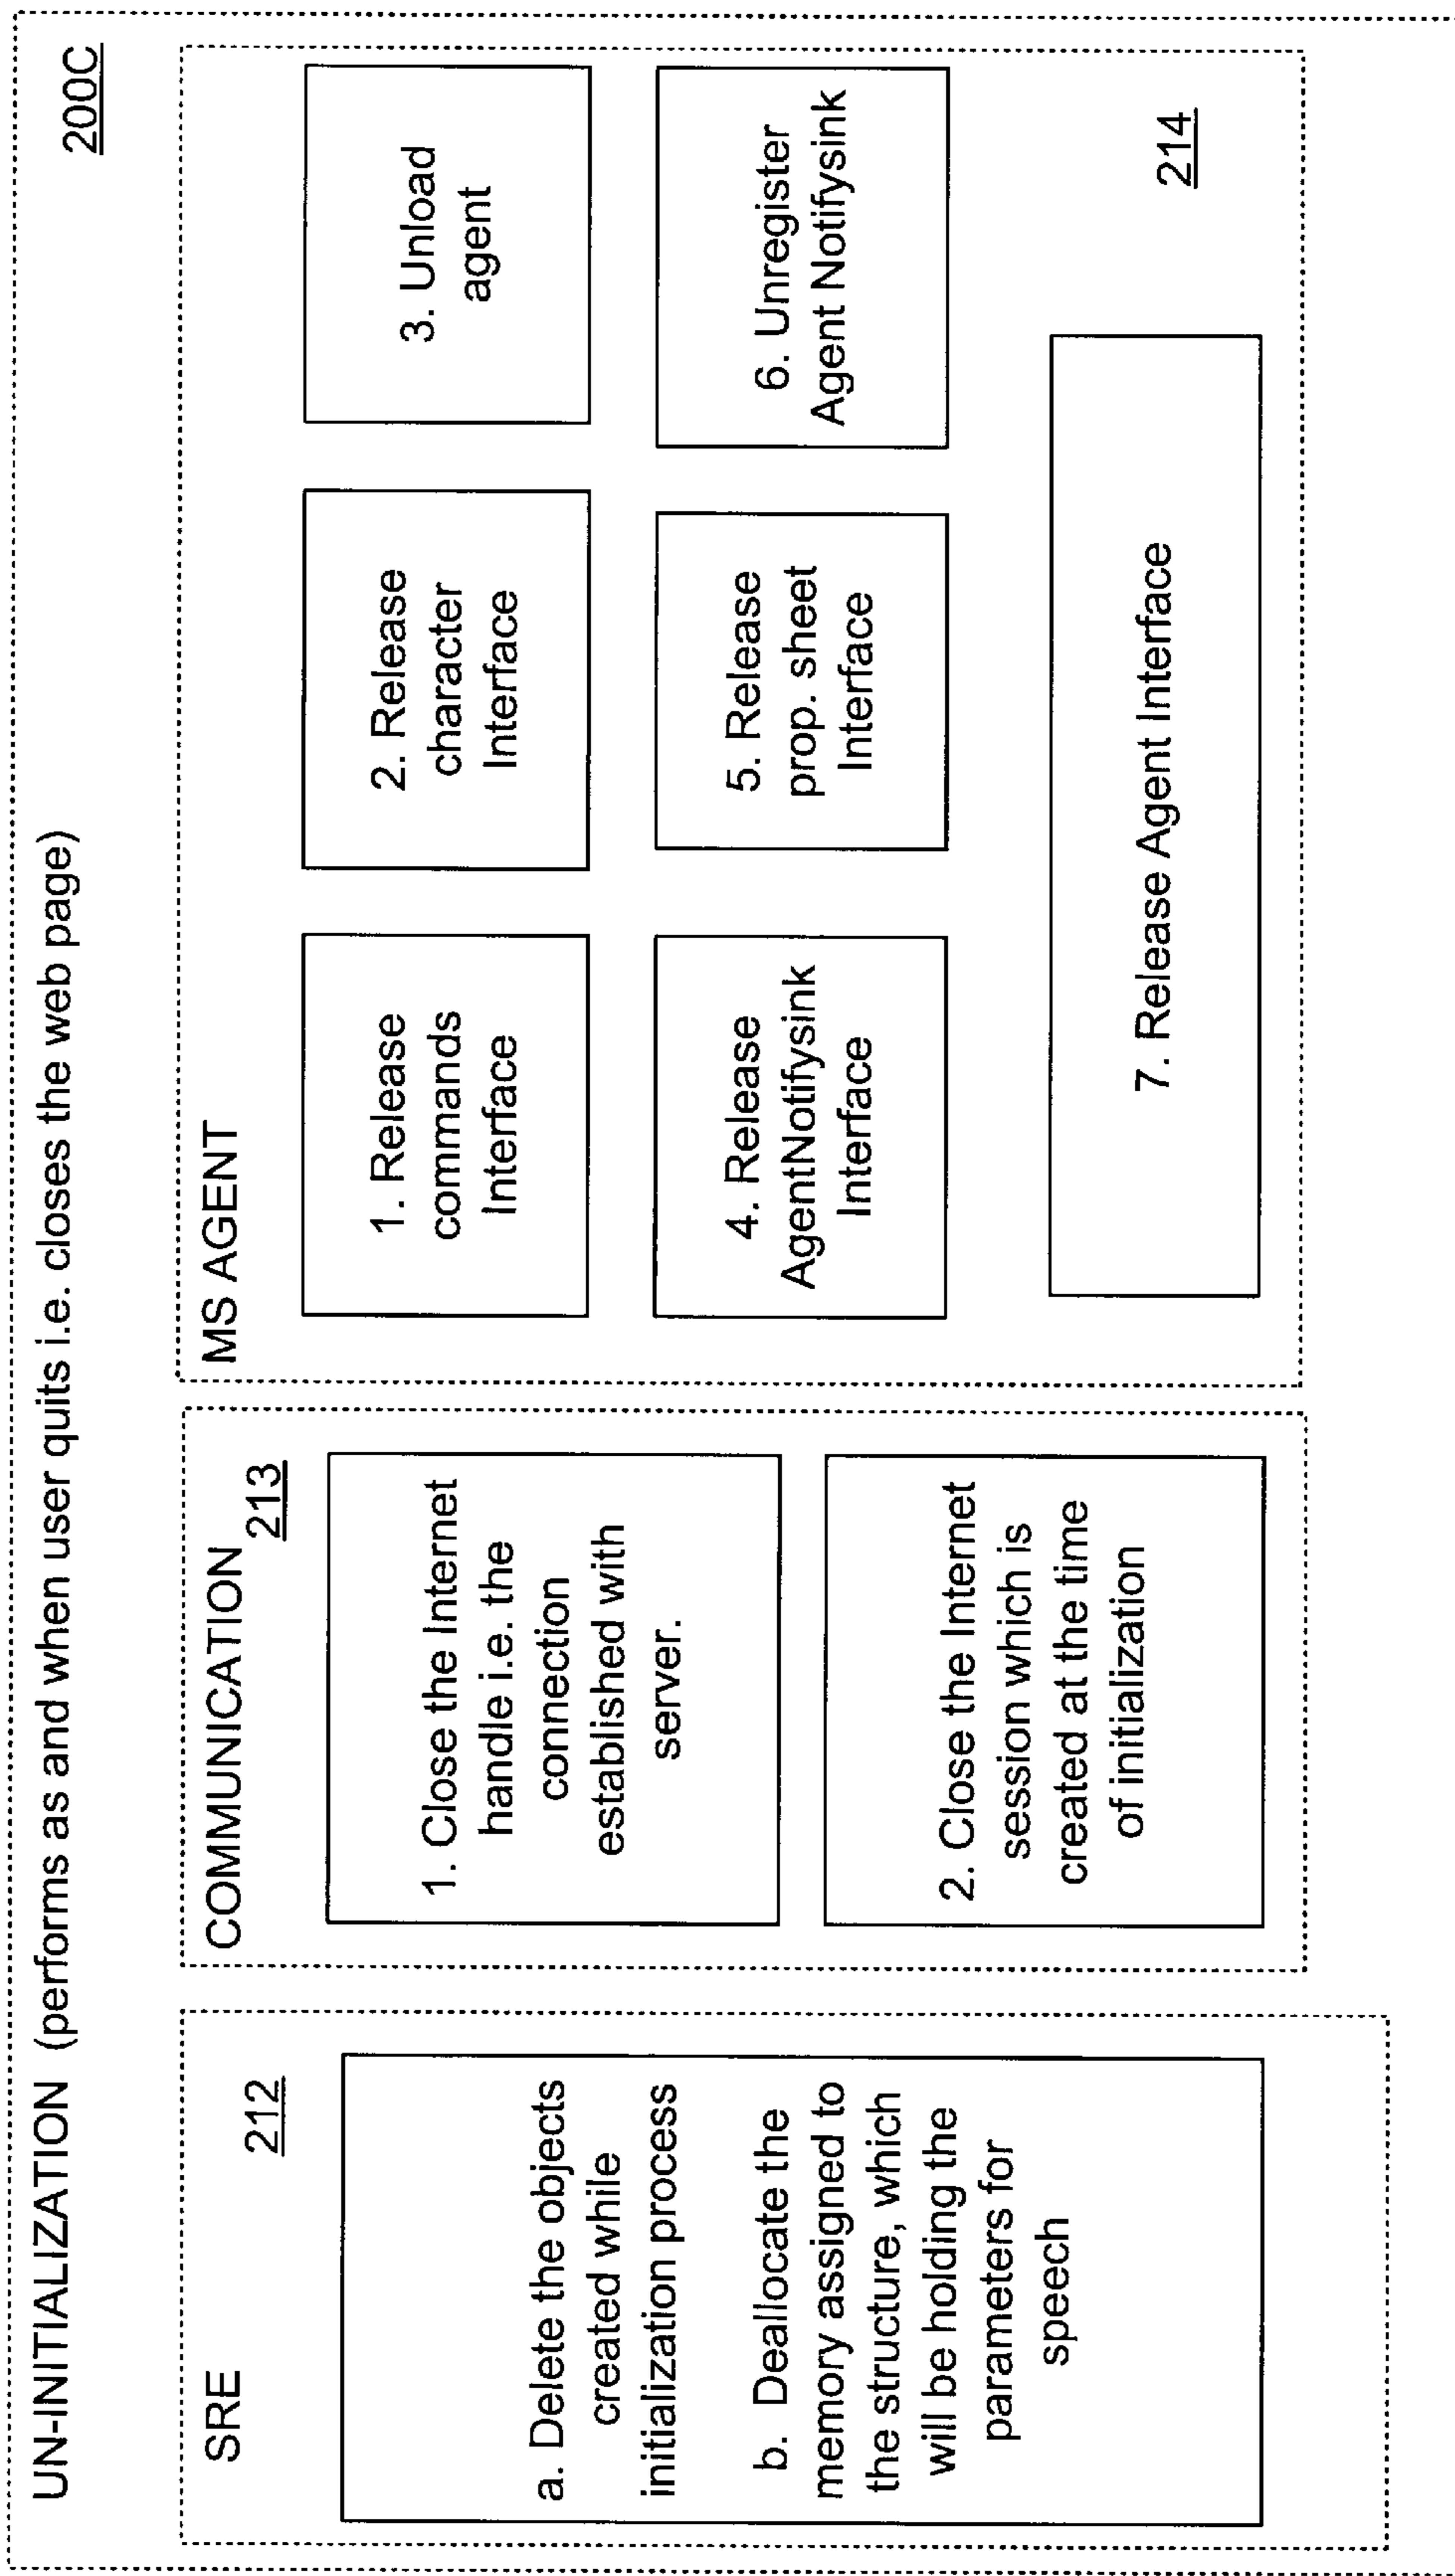 UN-INITIALIZATION (performs as and when user quits i.e. closes the web page)
200C
SRE
212
a. Delete the objects
created while
initialization process
b. Deallocate the
memory assigned to
the structure, which
will be holding the
parameters for
speech
COMMUNICATION
213
1. Close the Internet
handle i.e. the
connection
established with
server.
2. Close the Internet
session which is
created at the time
of initialization
MS AGENT
1. Release
commands
Interface
2. Release
character
Interface
3. Unload
agent
4. Release
AgentNotifysink
Interface
5. Release
prop. sheet
Interface
6. Unregister
Agent Notifysink
7. Release Agent Interface
214